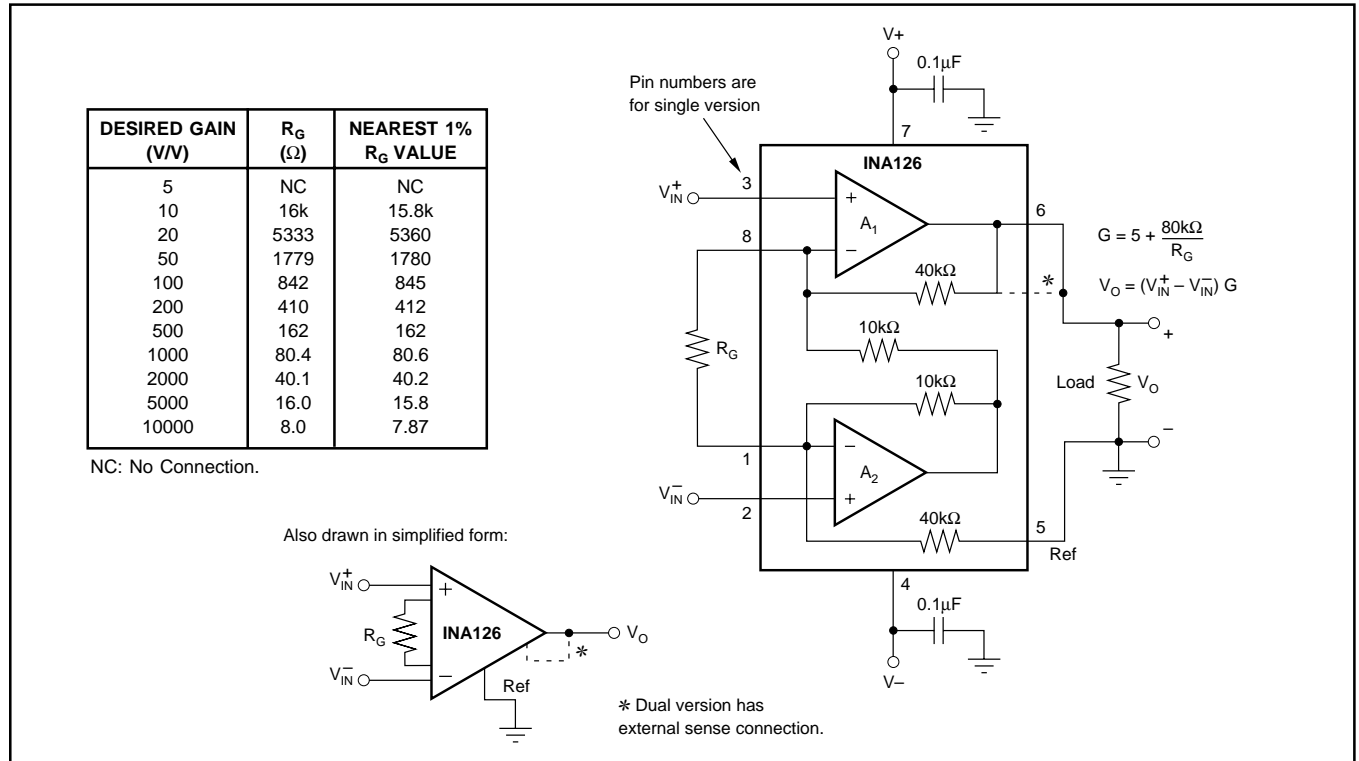 DESIRED GAIN (V/V) R_G (Ω) NEAREST 1% R_G VALUE
5 NC NC
10 16k 15.8k
20 5333 5360
50 1779 1780
100 842 845
200 410 412
500 162 162
1000 80.4 80.6
2000 40.1 40.2
5000 16.0 15.8
10000 8.0 7.87
NC: No Connection.
Pin numbers are
for single version
V+
0.1µF
7
INA126
V_IN^+
3
+
A_1
–
8
6
40kΩ
*
10kΩ
R_G
10kΩ
1
–
A_2
+
V_IN^–
2
40kΩ
5
Ref
4
0.1µF
V–
G = 5 + 80kΩ / R_G
V_O = (V_IN^+ – V_IN^–) G
+
Load
V_O
–
Also drawn in simplified form:
V_IN^+
+
R_G
INA126
V_O
*
V_IN^–
–
Ref
* Dual version has
external sense connection.